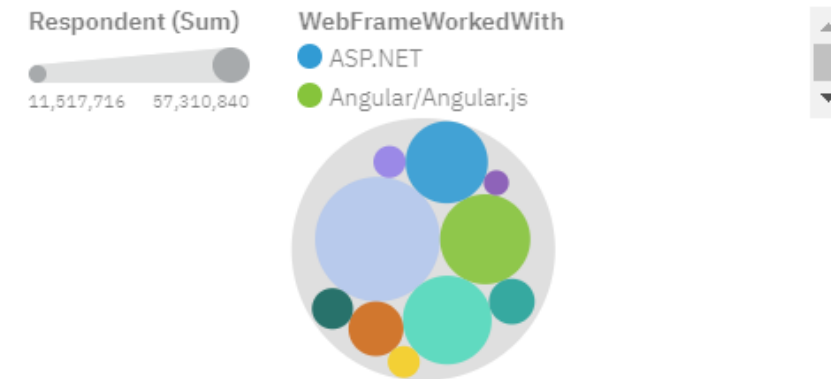 Respondent (Sum)
11,517,716 57,310,840
WebFrameWorkedWith
ASP.NET
Angular/Angular.js